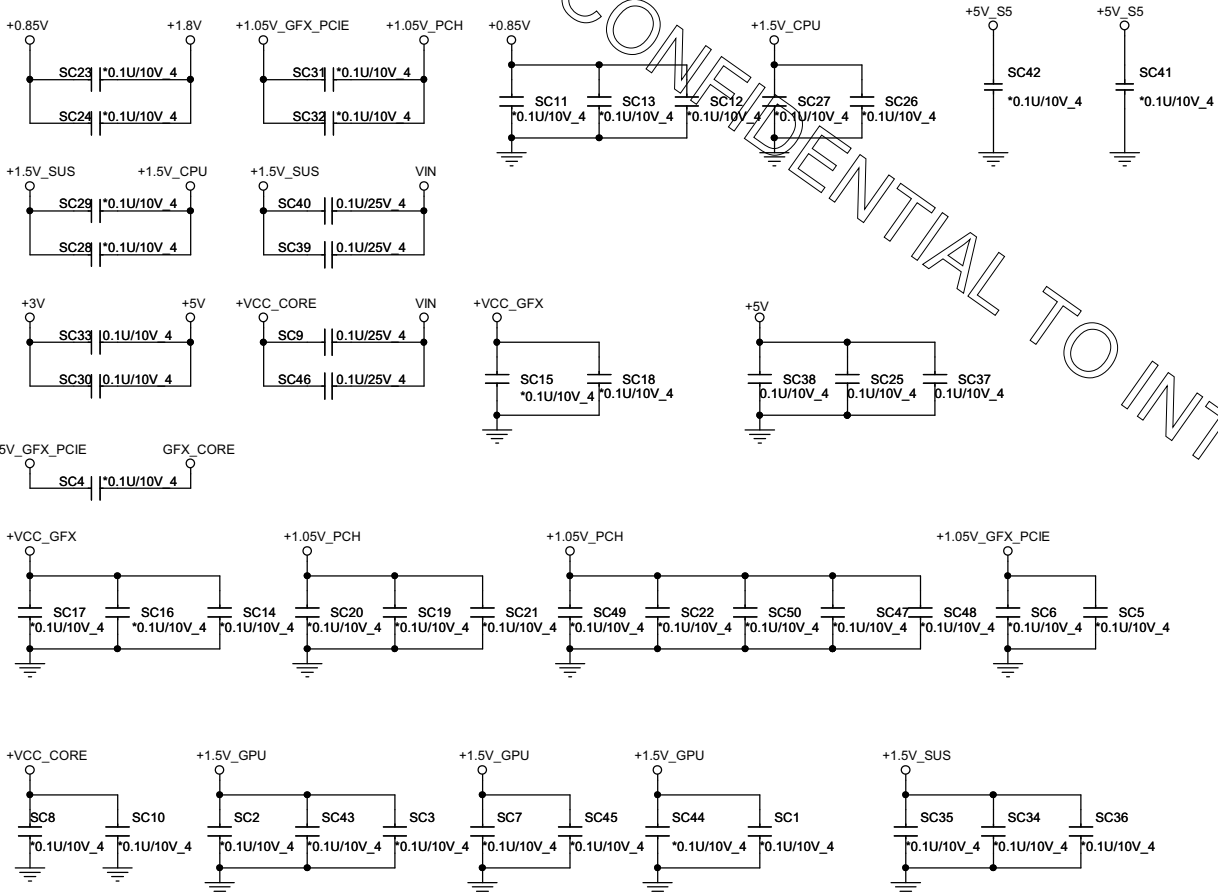 +0.85V +1.8V +1.05V_GFX_PCIE +1.05V_PCH +0.85V +1.5V_CPU +5V_S5 +5V_S5
SC23 *0.1U/10V_4 SC31 *0.1U/10V_4
SC24 *0.1U/10V_4 SC32 *0.1U/10V_4
SC11 *0.1U/10V_4 SC13 *0.1U/10V_4 SC12 *0.1U/10V_4 SC27 *0.1U/10V_4 SC26 *0.1U/10V_4
SC42 *0.1U/10V_4 SC41 *0.1U/10V_4
CONFIDENTIAL TO INT
+1.5V_SUS +1.5V_CPU +1.5V_SUS VIN
SC29 *0.1U/10V_4 SC40 0.1U/25V_4
SC28 *0.1U/10V_4 SC39 0.1U/25V_4
+3V +5V +VCC_CORE VIN +VCC_GFX +5V
SC33 0.1U/10V_4 SC9 0.1U/25V_4
SC30 0.1U/10V_4 SC46 0.1U/25V_4
SC15 *0.1U/10V_4 SC18 *0.1U/10V_4 SC38 0.1U/10V_4 SC25 0.1U/10V_4 SC37 0.1U/10V_4
5V_GFX_PCIE GFX_CORE
SC4 *0.1U/10V_4
+VCC_GFX +1.05V_PCH +1.05V_PCH +1.05V_GFX_PCIE
SC17 SC16 SC14 SC20 SC19 SC21 SC49 SC22 SC50 SC47 SC48 SC6 SC5
*0.1U/10V_4 *0.1U/10V_4 *0.1U/10V_4 *0.1U/10V_4 *0.1U/10V_4 *0.1U/10V_4 *0.1U/10V_4 *0.1U/10V_4 *0.1U/10V_4 *0.1U/10V_4 *0.1U/10V_4 *0.1U/10V_4 *0.1U/10V_4
+VCC_CORE +1.5V_GPU +1.5V_GPU +1.5V_GPU +1.5V_SUS
SC8 SC10 SC2 SC43 SC3 SC7 SC45 SC44 SC1 SC35 SC34 SC36
*0.1U/10V_4 *0.1U/10V_4 *0.1U/10V_4 *0.1U/10V_4 *0.1U/10V_4 *0.1U/10V_4 *0.1U/10V_4 *0.1U/10V_4 *0.1U/10V_4 *0.1U/10V_4 *0.1U/10V_4 *0.1U/10V_4